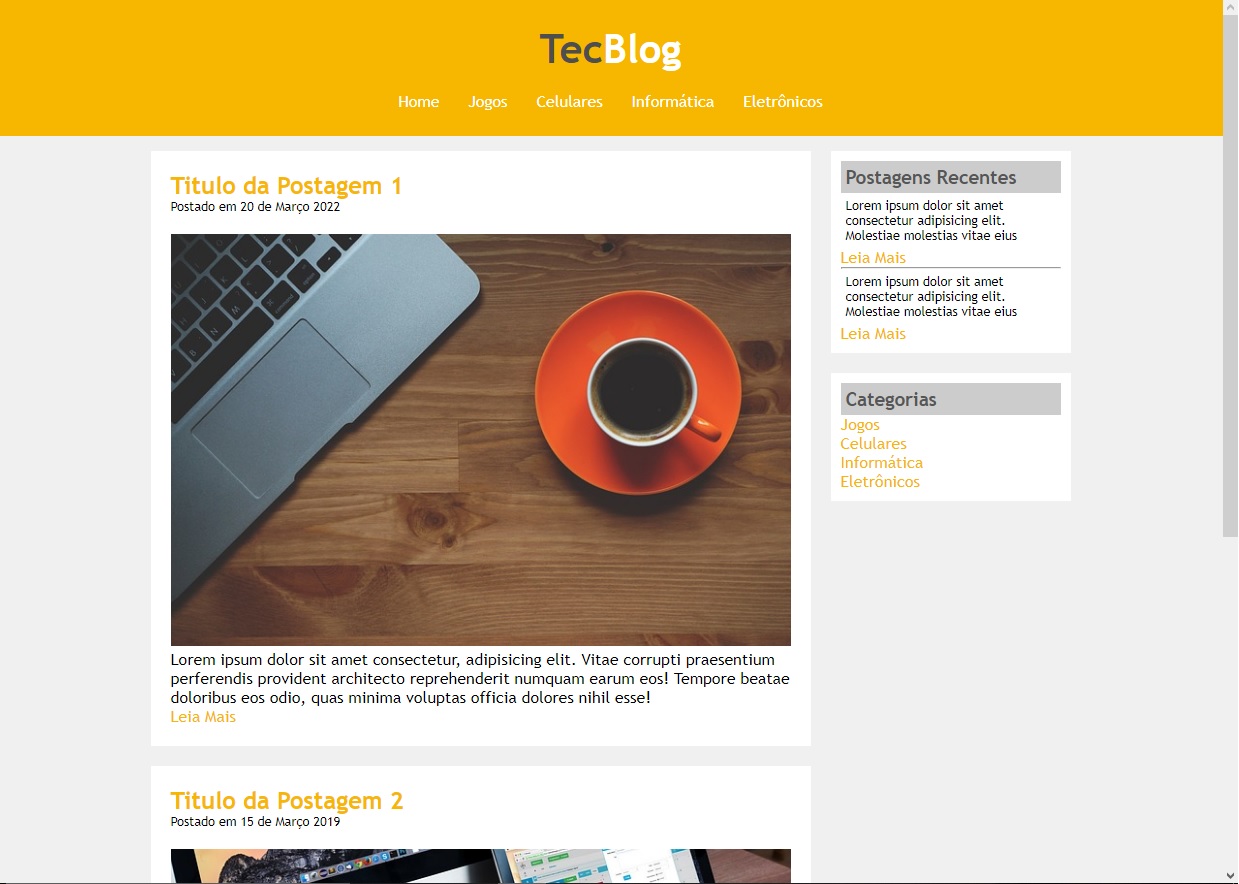 TecBlog
Home Jogos Celulares Informática Eletrônicos
Titulo da Postagem 1
Postado em 20 de Março 2022
Lorem ipsum dolor sit amet consectetur, adipisicing elit. Vitae corrupti praesentium
perferendis provident architecto reprehenderit numquam earum eos! Tempore beatae
doloribus eos odio, quas minima voluptas officia dolores nihil esse!
Leia Mais
Titulo da Postagem 2
Postado em 15 de Março 2019
Postagens Recentes
Lorem ipsum dolor sit amet
consectetur adipisicing elit.
Molestiae molestias vitae eius
Leia Mais
Lorem ipsum dolor sit amet
consectetur adipisicing elit.
Molestiae molestias vitae eius
Leia Mais
Categorias
Jogos
Celulares
Informática
Eletrônicos